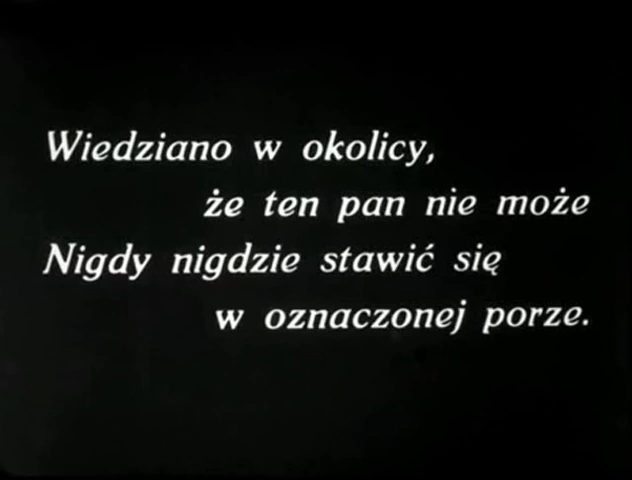 Wiedziano w okolicy,
że ten pan nie może
Nigdy nigdzie stawić się
w oznaczonej porze.